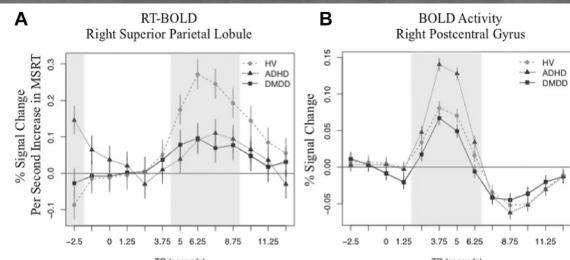 A
RT-BOLD
Right Superior Parietal Lobule
% Signal Change
Per Second Increase in MSRT
0.3
0.2
0.1
0.0
-0.1
HV
ADHD
DMDD
-2.5 0 1.25 3.75 5 6.25 8.75 11.25
B
BOLD Activity
Right Postcentral Gyrus
% Signal Change
0.15
0.10
0.05
0.00
-0.05
HV
ADHD
DMDD
-2.5 0 1.25 3.75 5 6.25 8.75 11.25